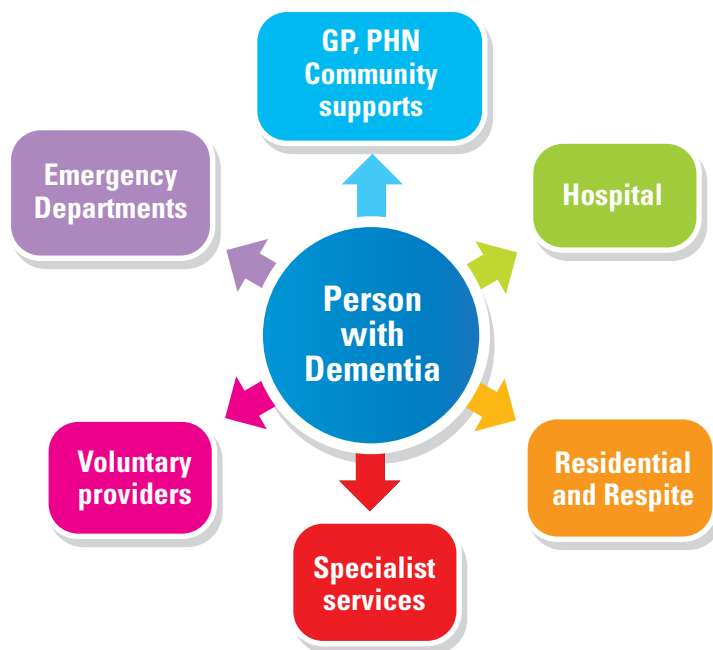 GP, PHN
Community
supports
Emergency
Departments
Hospital
Person
with
Dementia
Voluntary
providers
Residential
and Respite
Specialist
services